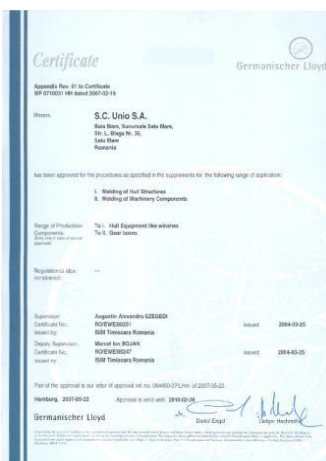 Certificate
Germanischer Lloyd
Appendix Rev. 01 to Certificate
WF 0710031 HH dated 2007-02-19
Messrs.
S.C. Unio S.A.
Baia Mare, Sucursala Satu Mare,
Str. L. Blaga Nr. 35,
Satu Mare
Romania
has been approved for the procedures as specified in the supplements for the following range of application:
I. Welding of Hull Structures
II. Welding of Machinery Components
Range of Production Components:
To I. Hull Equipment like winches
To II. Gear boxes
Regulations also considered:
---
Supervisor: Augustin Alexandru SZEGEDI
Certificate No.: RO/EWE/00251 issued: 2004-03-25
issued by: ISIM Timisoara Romania
Deputy Supervisor: Marcel Ion BOJAN
Certificate No.: RO/EWE/00247 issued: 2004-03-25
issued by: ISIM Timisoara Romania
Part of the approval is our letter of approval ref. no. of 2007-05-22.
Hamburg, 2007-05-22 Approval is valid until 2010-02-28
Germanischer Lloyd
Daniel Engel